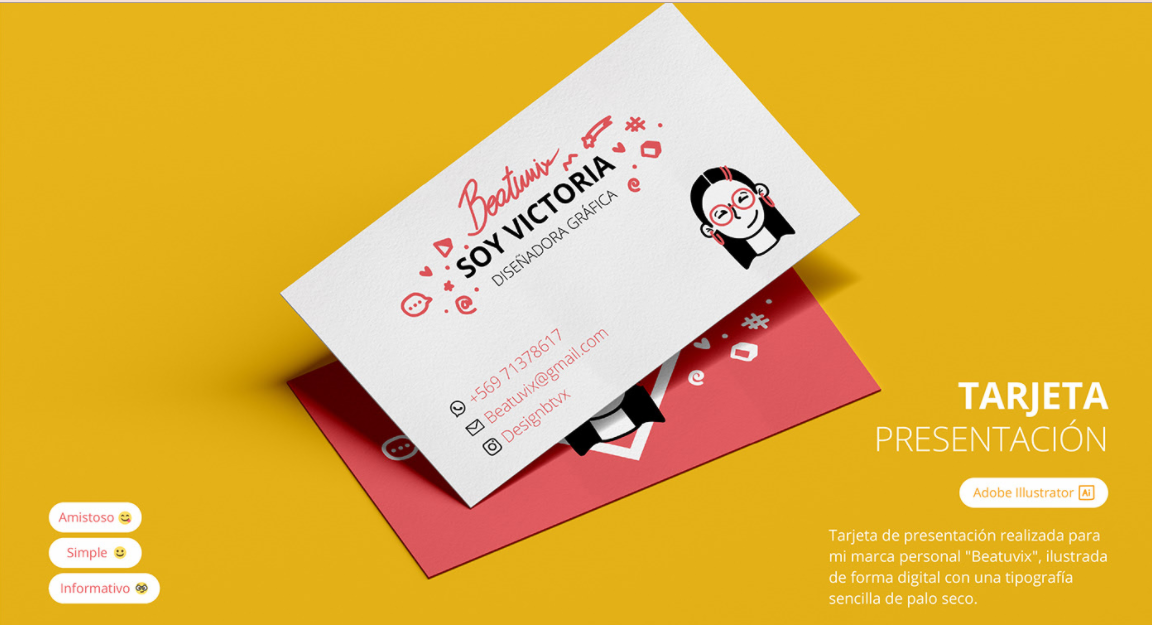 Beatuvix
SOY VICTORIA
DISEÑADORA GRÁFICA
+569 71378617
Beatuvix@gmail.com
Designbtvx
TARJETA
PRESENTACIÓN
Adobe Illustrator Ai
Tarjeta de presentación realizada para
mi marca personal "Beatuvix", ilustrada
de forma digital con una tipografía
sencilla de palo seco.
Amistoso
Simple
Informativo